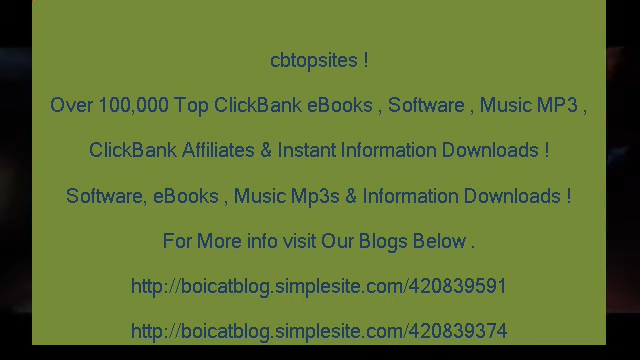 cbtopsites !
Over 100,000 Top ClickBank eBooks , Software , Music MP3 ,
ClickBank Affiliates & Instant Information Downloads !
Software, eBooks , Music Mp3s & Information Downloads !
For More info visit Our Blogs Below .
http://boicatblog.simplesite.com/420839591
http://boicatblog.simplesite.com/420839374